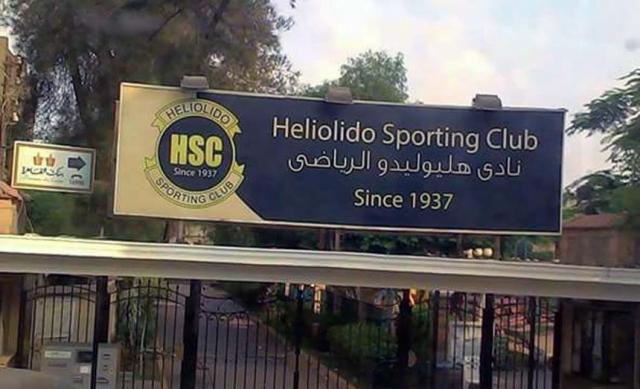 HELIOLIDO
HSC
Since 1937
SPORTING CLUB
Heliolido Sporting Club
نادى هليوليدو الرياضى
Since 1937